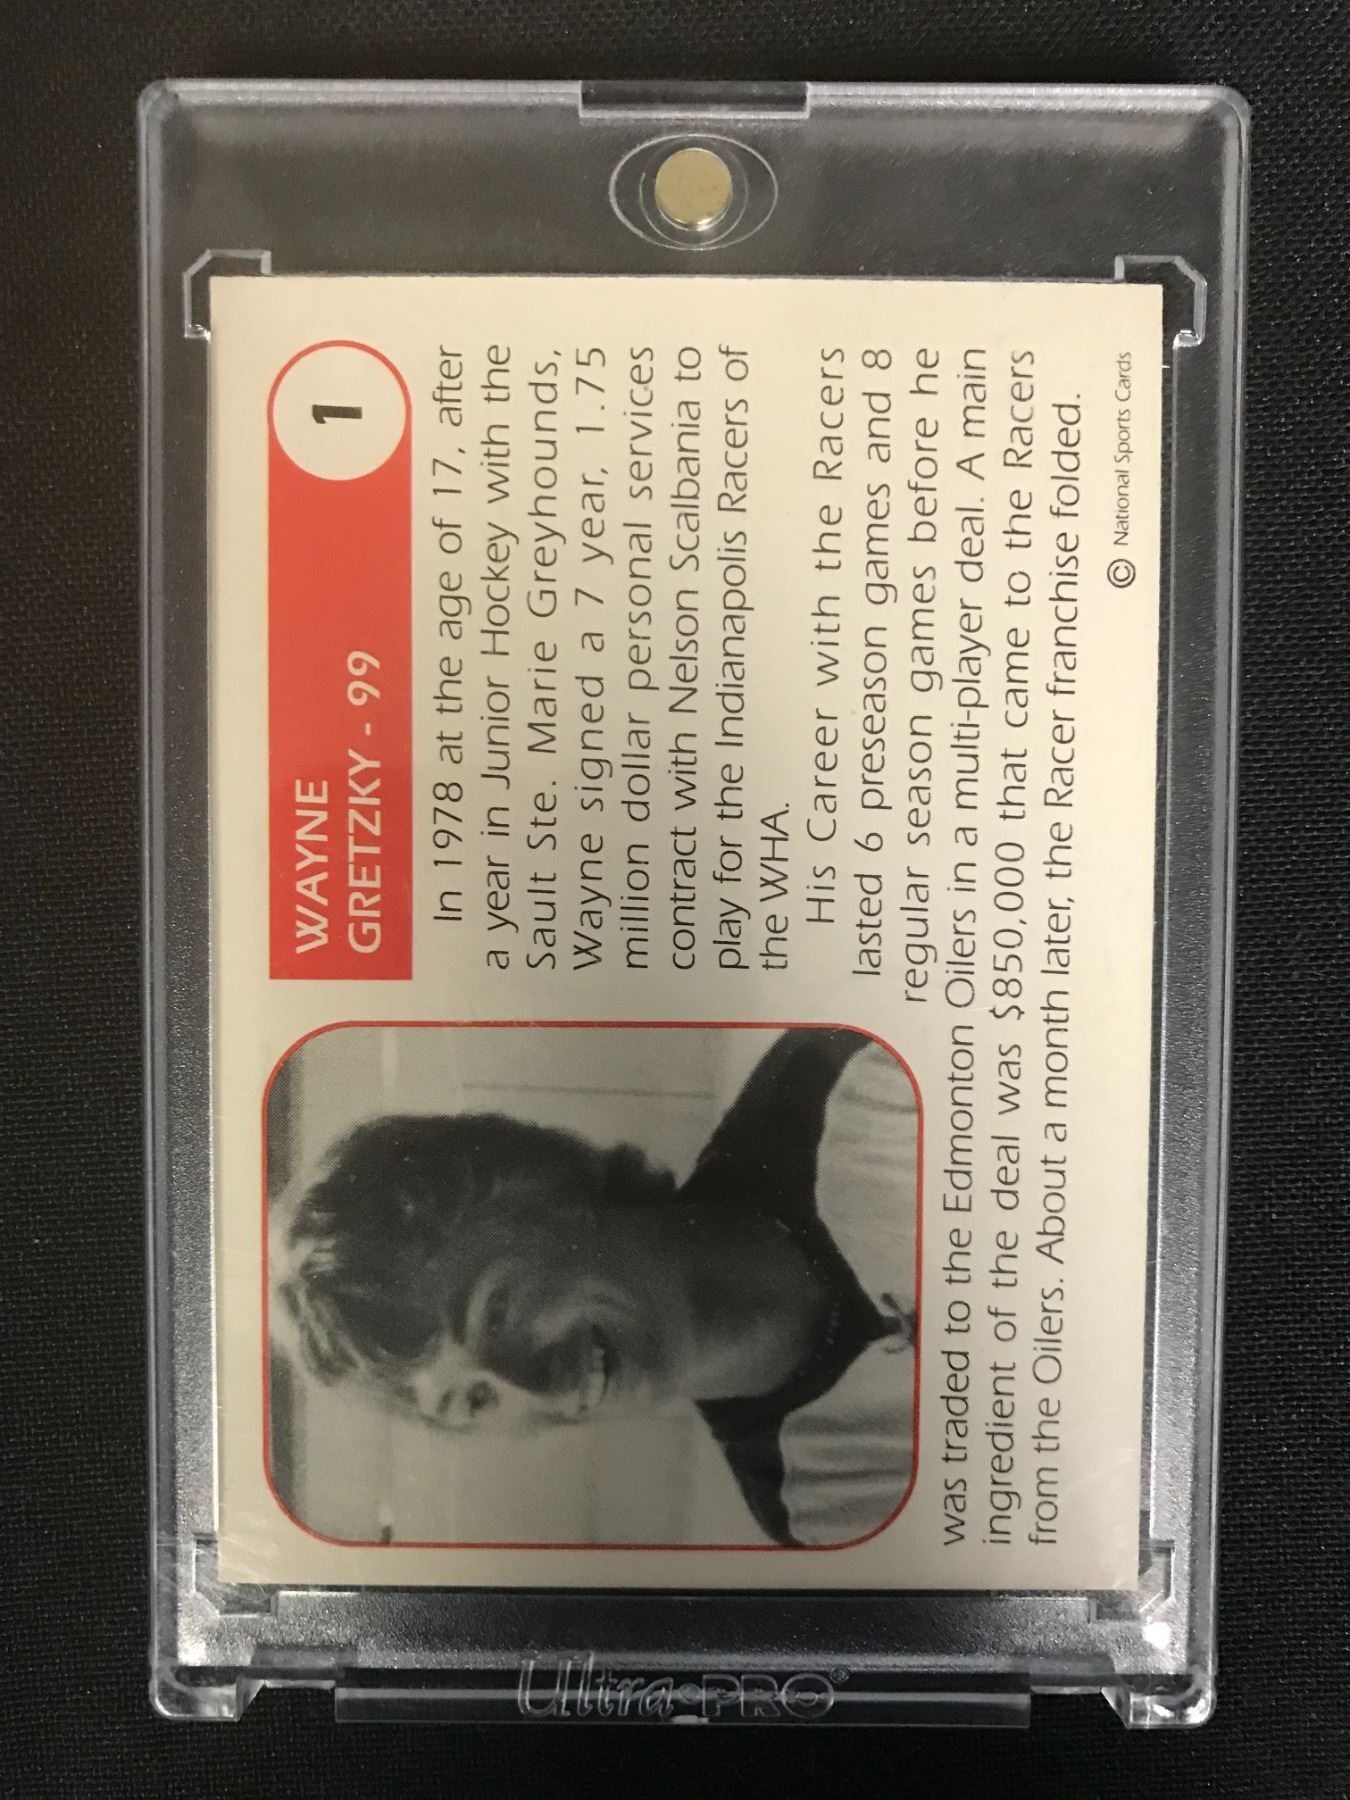 WAYNE
GRETZKY - 99
1
In 1978 at the age of 17, after
a year in Junior Hockey with the
Sault Ste. Marie Greyhounds,
Wayne signed a 7 year, 1.75
million dollar personal services
contract with Nelson Scalbania to
play for the Indianapolis Racers of
the WHA.
His Career with the Racers
lasted 6 preseason games and 8
regular season games before he
was traded to the Edmonton Oilers in a multi-player deal. A main
ingredient of the deal was $850,000 that came to the Racers
from the Oilers. About a month later, the Racer franchise folded.
© National Sports Cards
Ultra•PRO®